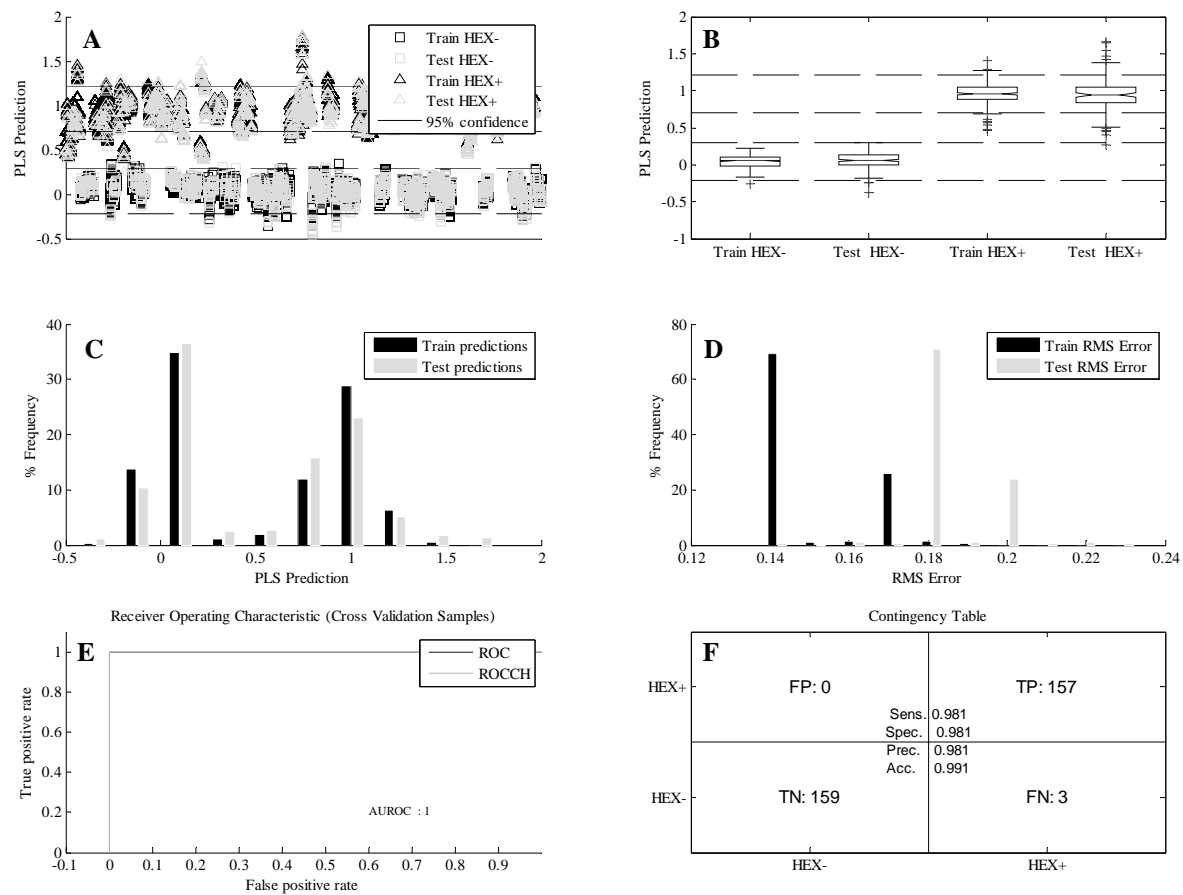 A
PLS Prediction
2
1.5
1
0.5
0
-0.5
Train HEX-
Test HEX-
Train HEX+
Test HEX+
95% confidence
B
PLS Prediction
2
1.5
1
0.5
0
-0.5
-1
Train HEX-
Test HEX-
Train HEX+
Test HEX+
C
% Frequency
40
30
20
10
0
Train predictions
Test predictions
-0.5 0 0.5 1 1.5 2
PLS Prediction
D
% Frequency
80
60
40
20
0
Train RMS Error
Test RMS Error
0.12 0.14 0.16 0.18 0.2 0.22 0.24
RMS Error
Receiver Operating Characteristic (Cross Validation Samples)
E
True positive rate
1
0.8
0.6
0.4
0.2
0
ROC
ROCCH
AUROC : 1
-0.1 0 0.1 0.2 0.3 0.4 0.5 0.6 0.7 0.8 0.9
False positive rate
Contingency Table
F
HEX+
HEX-
FP: 0
TP: 157
Sens. 0.981
Spec. 0.981
Prec. 0.981
Acc. 0.991
TN: 159
FN: 3
HEX-
HEX+